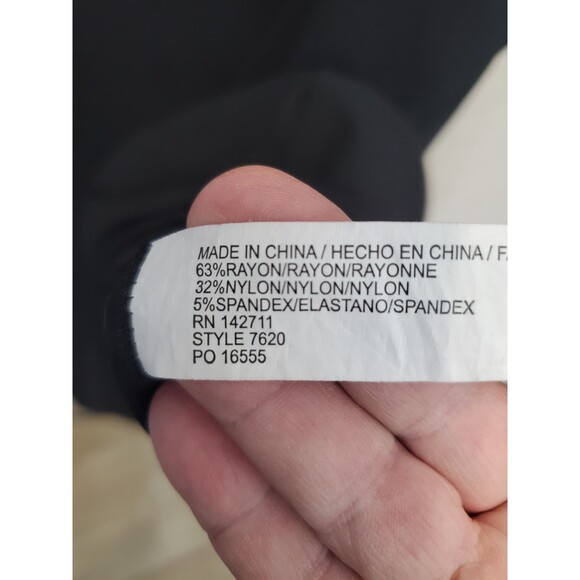 MADE IN CHINA / HECHO EN CHINA /
63%RAYON/RAYON/RAYONNE
32%NYLON/NYLON/NYLON
5%SPANDEX/ELASTANO/SPANDEX
RN 142711
STYLE 7620
PO 16555